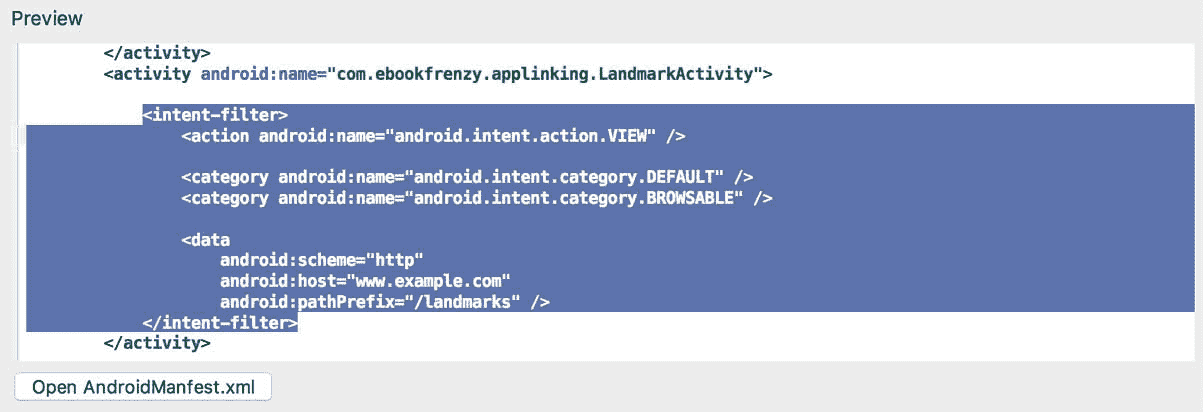 Preview
</activity>
<activity android:name="com.ebookfrenzy.applinking.LandmarkActivity">
<intent-filter>
<action android:name="android.intent.action.VIEW" />
<category android:name="android.intent.category.DEFAULT" />
<category android:name="android.intent.category.BROWSABLE" />
<data
android:scheme="http"
android:host="www.example.com"
android:pathPrefix="/landmarks" />
</intent-filter>
</activity>
Open AndroidManfest.xml